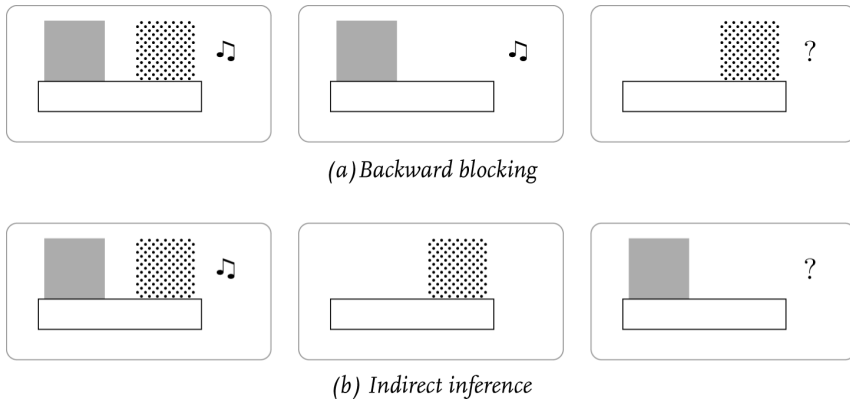 ♫ ♫ ?
(a) Backward blocking
♫ ?
(b) Indirect inference